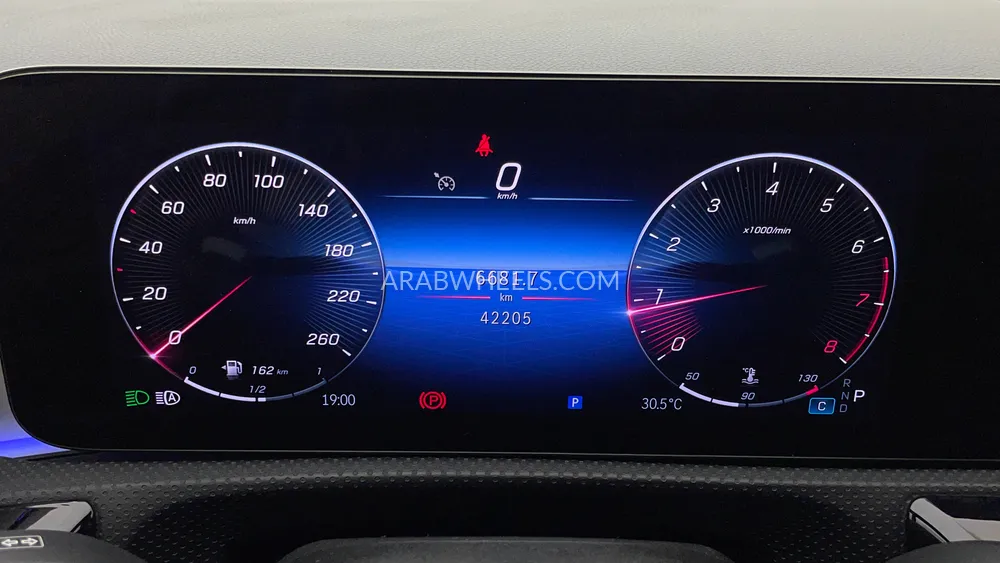 0
km/h
80 100
60 140
km/h
40 180
20 220
0 260
3 4 5
x1000/min
2 6
1 7
0 8
ARABWHEELS.COM
6681.7
km
42205
0 162 km 1
1/2
19:00
A
P
P
30.5°C
50 °C 130
90
C
R
N
D
P